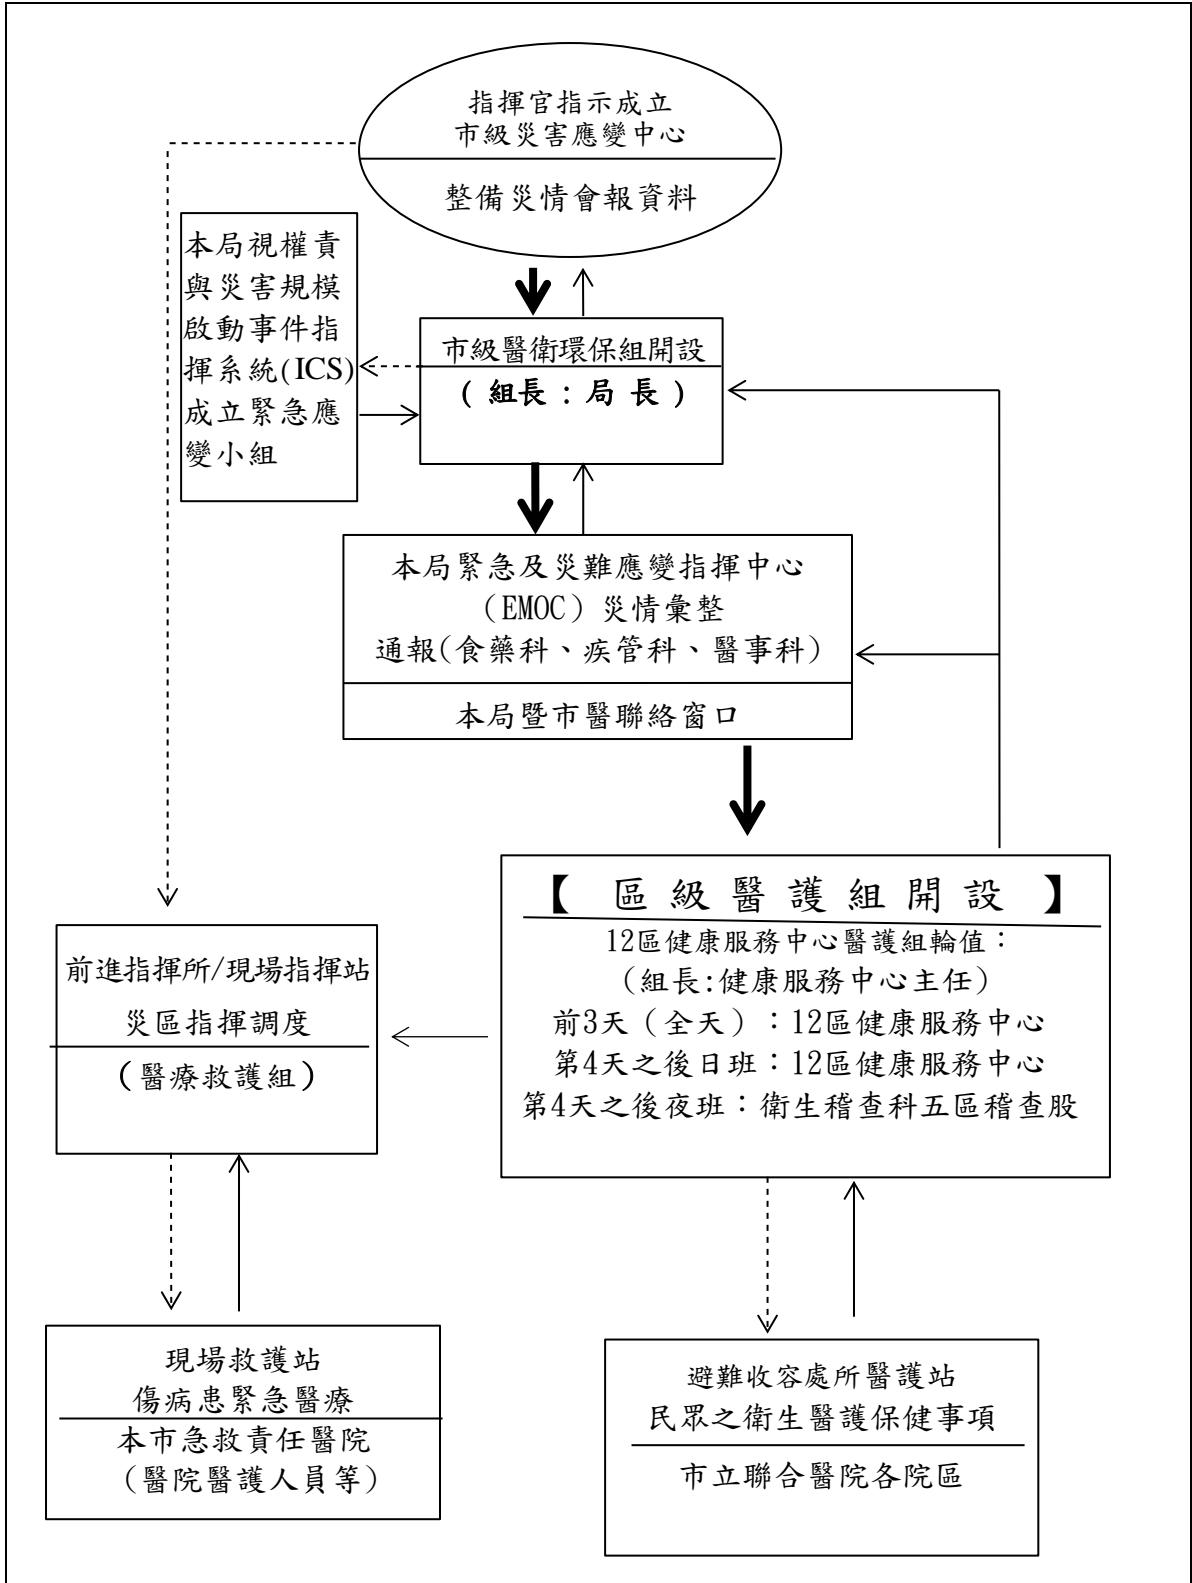 指揮官指示成立
市級災害應變中心
整備災情會報資料
本局視權責
與災害規模
啟動事件指
揮系統(ICS)
成立緊急應
變小組
市級醫衛環保組開設
(組長：局長)
本局緊急及災難應變指揮中心
（EMOC）災情彙整
通報(食藥科、疾管科、醫事科)
本局暨市醫聯絡窗口
【區級醫護組開設】
12區健康服務中心醫護組輪值：
（組長:健康服務中心主任）
前3天（全天）：12區健康服務中心
第4天之後日班：12區健康服務中心
第4天之後夜班：衛生稽查科五區稽查股
前進指揮所/現場指揮站
災區指揮調度
（醫療救護組）
現場救護站
傷病患緊急醫療
本市急救責任醫院
（醫院醫護人員等）
避難收容處所醫護站
民眾之衛生醫護保健事項
市立聯合醫院各院區